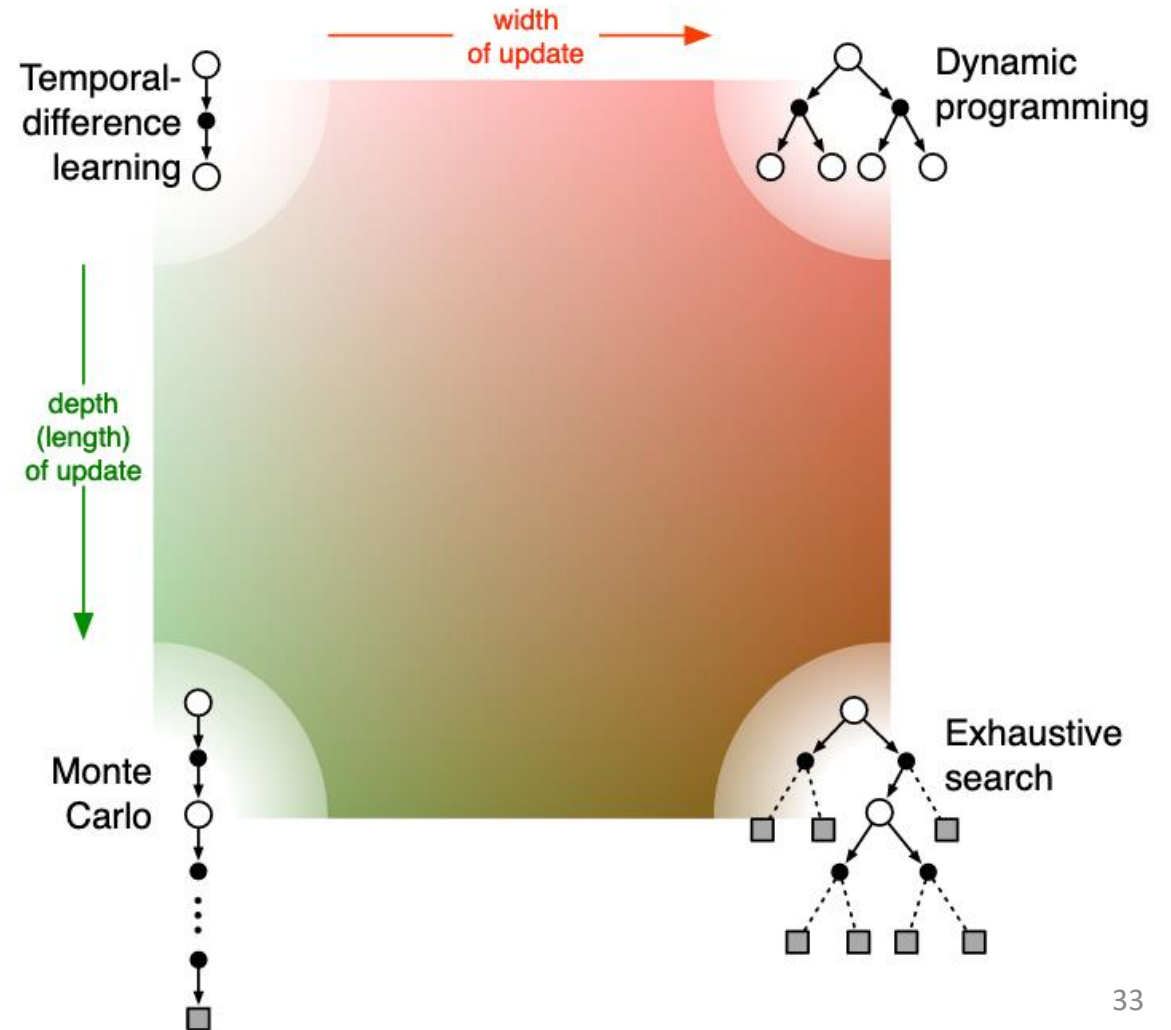 width
of update
Temporal-
difference
learning
Dynamic
programming
depth
(length)
of update
Monte
Carlo
Exhaustive
search
33